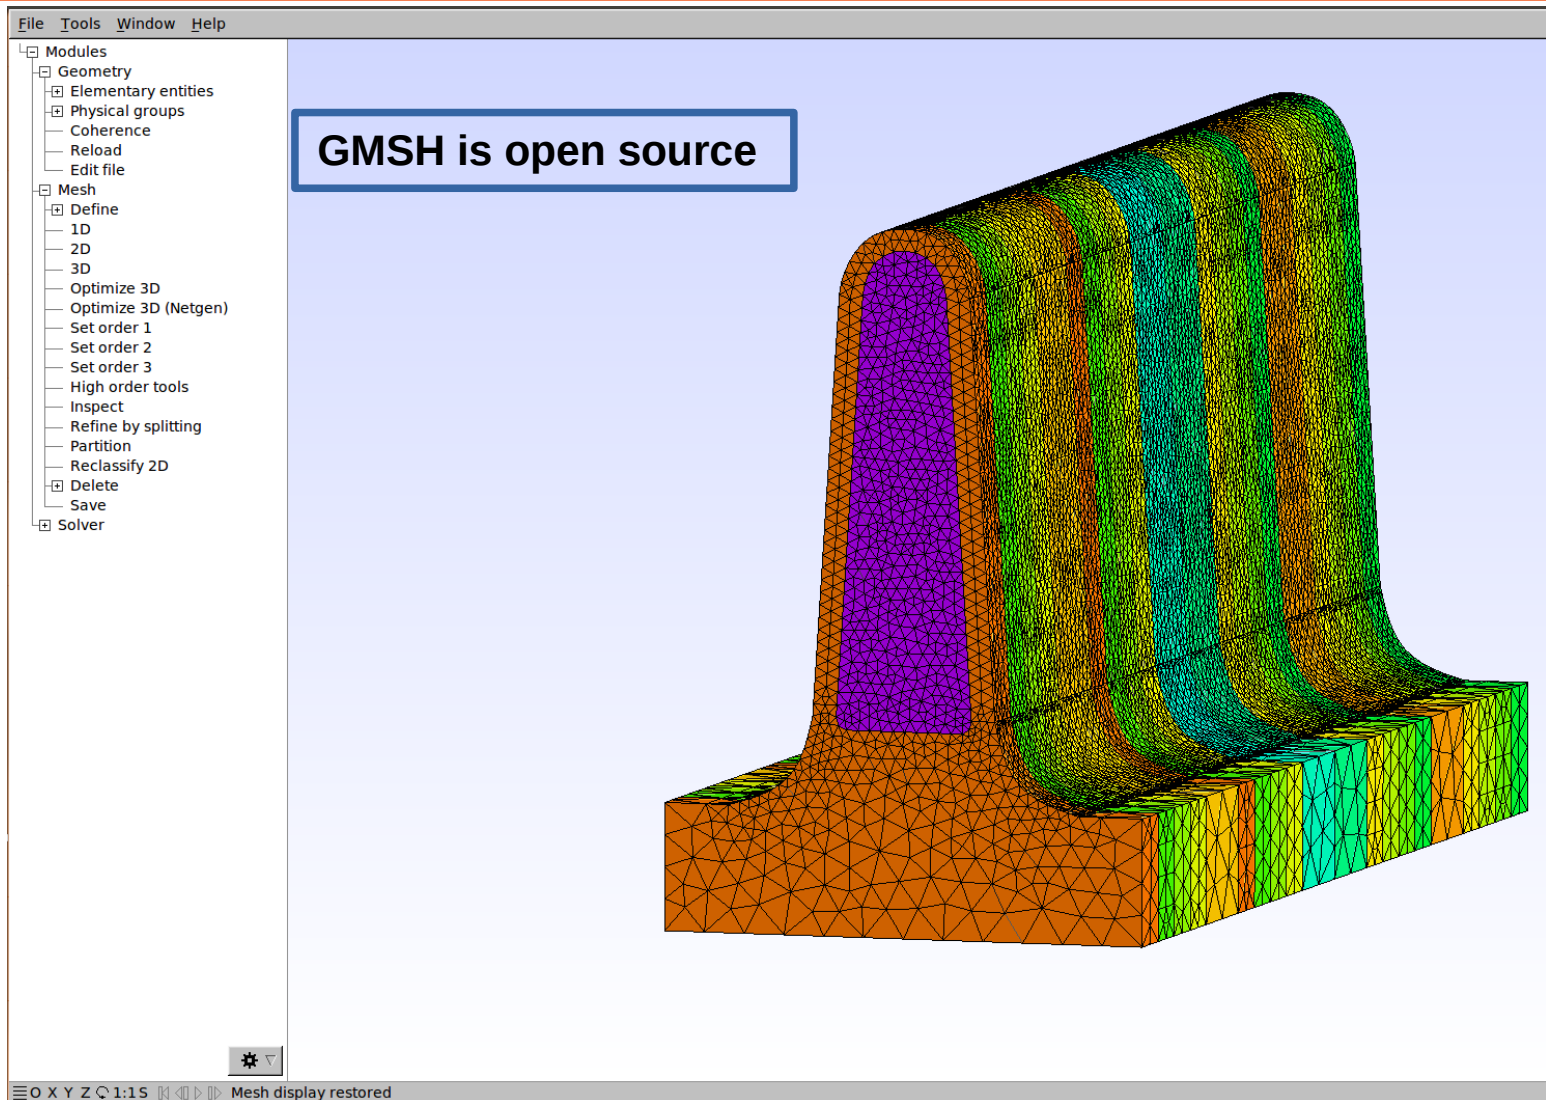 File Tools Window Help
Modules
Geometry
Elementary entities
Physical groups
Coherence
Reload
Edit file
Mesh
Define
1D
2D
3D
Optimize 3D
Optimize 3D (Netgen)
Set order 1
Set order 2
Set order 3
High order tools
Inspect
Refine by splitting
Partition
Reclassify 2D
Delete
Save
Solver
GMSH is open source
O X Y Z 1:1 S Mesh display restored